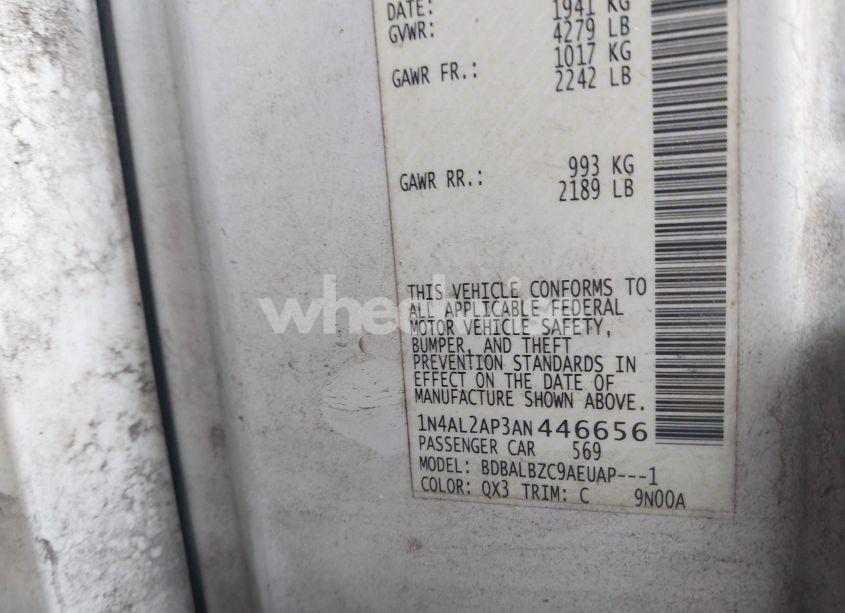 DATE: 1941 KG
GVWR: 4279 LB
1017 KG
GAWR FR.: 2242 LB
993 KG
GAWR RR.: 2189 LB
THIS VEHICLE CONFORMS TO
ALL APPLICABLE FEDERAL
MOTOR VEHICLE SAFETY,
BUMPER, AND THEFT
PREVENTION STANDARDS IN
EFFECT ON THE DATE OF
MANUFACTURE SHOWN ABOVE.
1N4AL2AP3AN446656
PASSENGER CAR 569
MODEL: BDBALBZC9AEUAP---1
COLOR: QX3 TRIM: C 9N00A